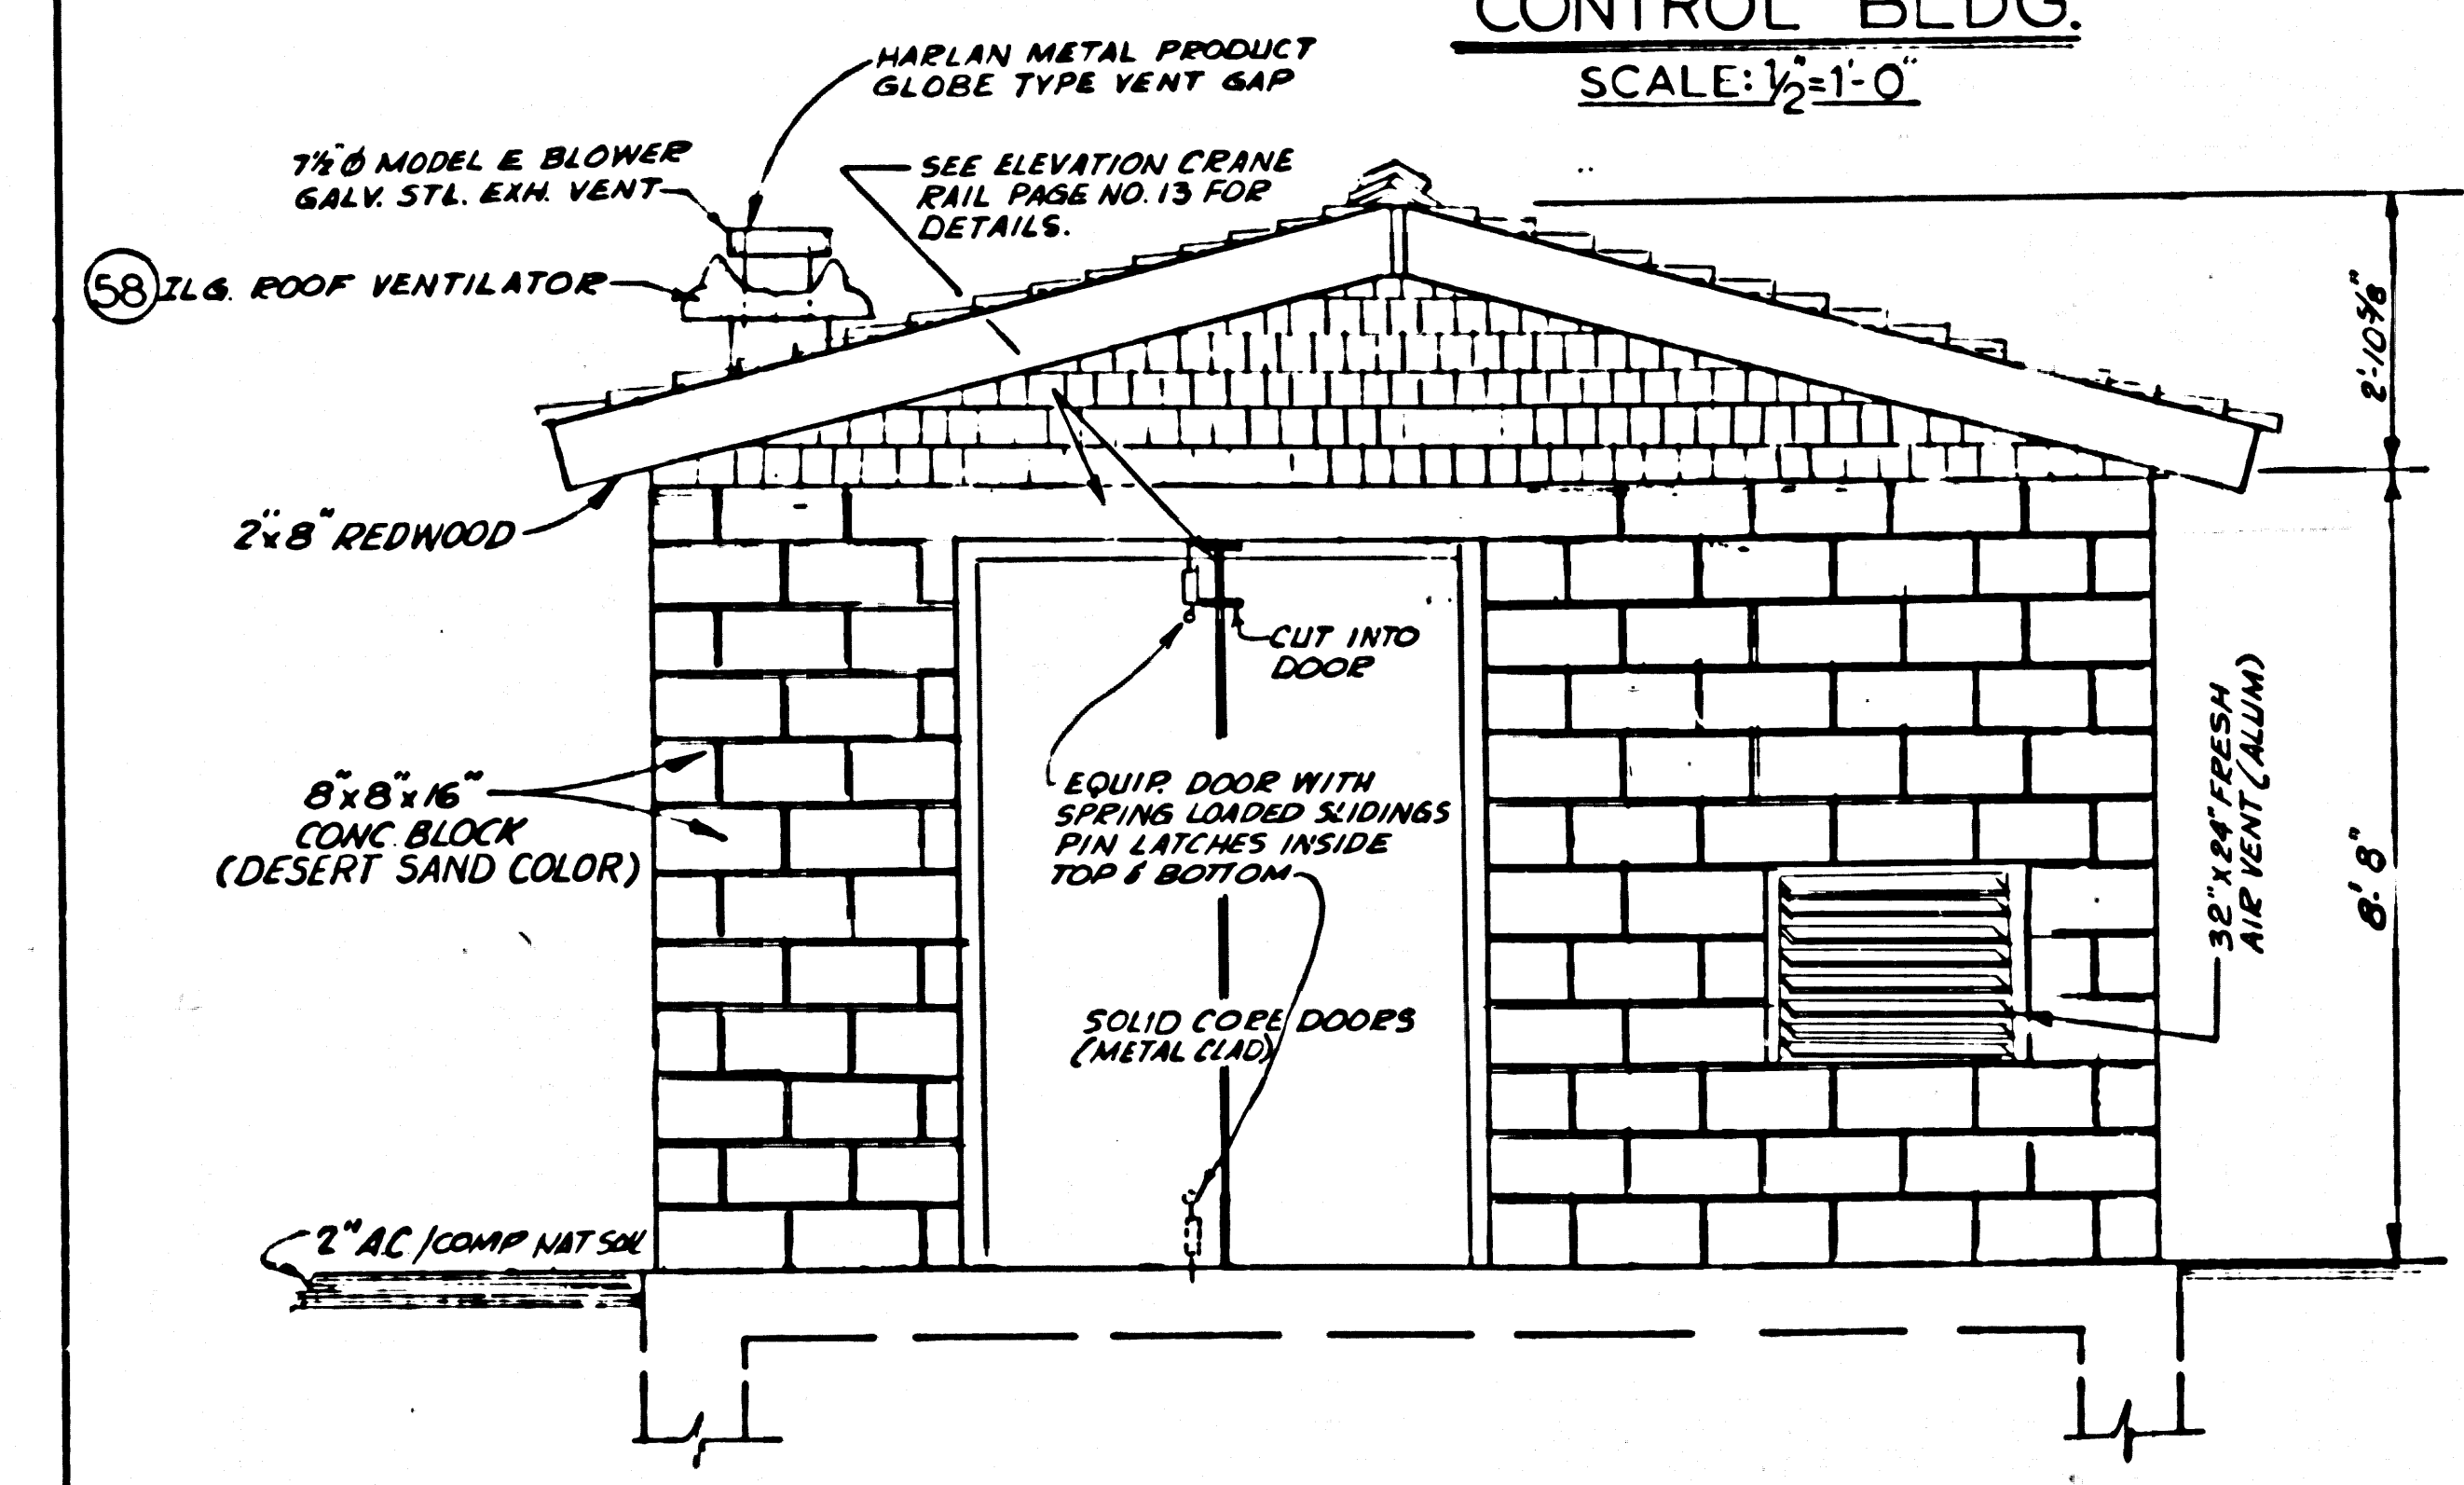 CONTROL BLDG.
SCALE: ½"=1'-0"
HARLAN METAL PRODUCT
GLOBE TYPE VENT GAP
7½"Ø MODEL E BLOWER
GALV. STL. EXH. VENT
SEE ELEVATION CRANE
RAIL PAGE NO. 13 FOR
DETAILS.
58 ILG. ROOF VENTILATOR
2'-10⅝"
2"x8" REDWOOD
CUT INTO
DOOR
8"x8"x16"
CONC. BLOCK
(DESERT SAND COLOR)
EQUIP. DOOR WITH
SPRING LOADED SLIDINGS
PIN LATCHES INSIDE
TOP & BOTTOM
32"x24" FRESH
AIR VENT (ALUM)
8'-8"
SOLID CORE DOORS
(METAL CLAD)
2" A.C /COMP NAT SOIL